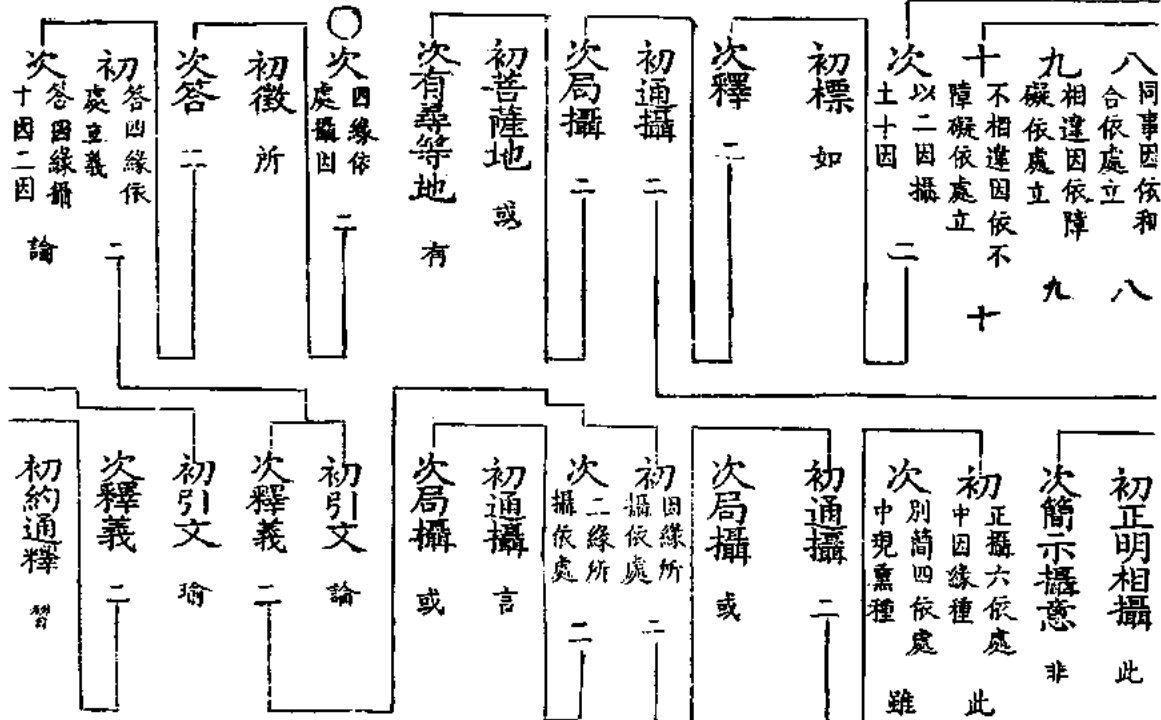 八 同事因依和合依處立 八
九 相違因依障礙依處立 九
十 不相違因依不障礙依處立 十
次 以二因攝上十因 二
初標 如
次釋 二
初通攝 二
次局攝 二
初菩薩地 或
次有尋等地 有
○
次 四緣依處攝因 二
初徵 所
次答 二
初 答四緣依處立義 二
次 答因緣攝十因二因 論
初正明相攝 此
次簡示攝意 非
初 正攝六依處中因緣種 此
次 別簡四依處中現熏種 雖
初通攝 二
次局攝 或
初 因緣所攝依處 二
次 二緣所攝依處 二
初通攝 言
次局攝 或
初引文 論
次釋義 二
初引文 瑜
次釋義 二
初約通釋 習